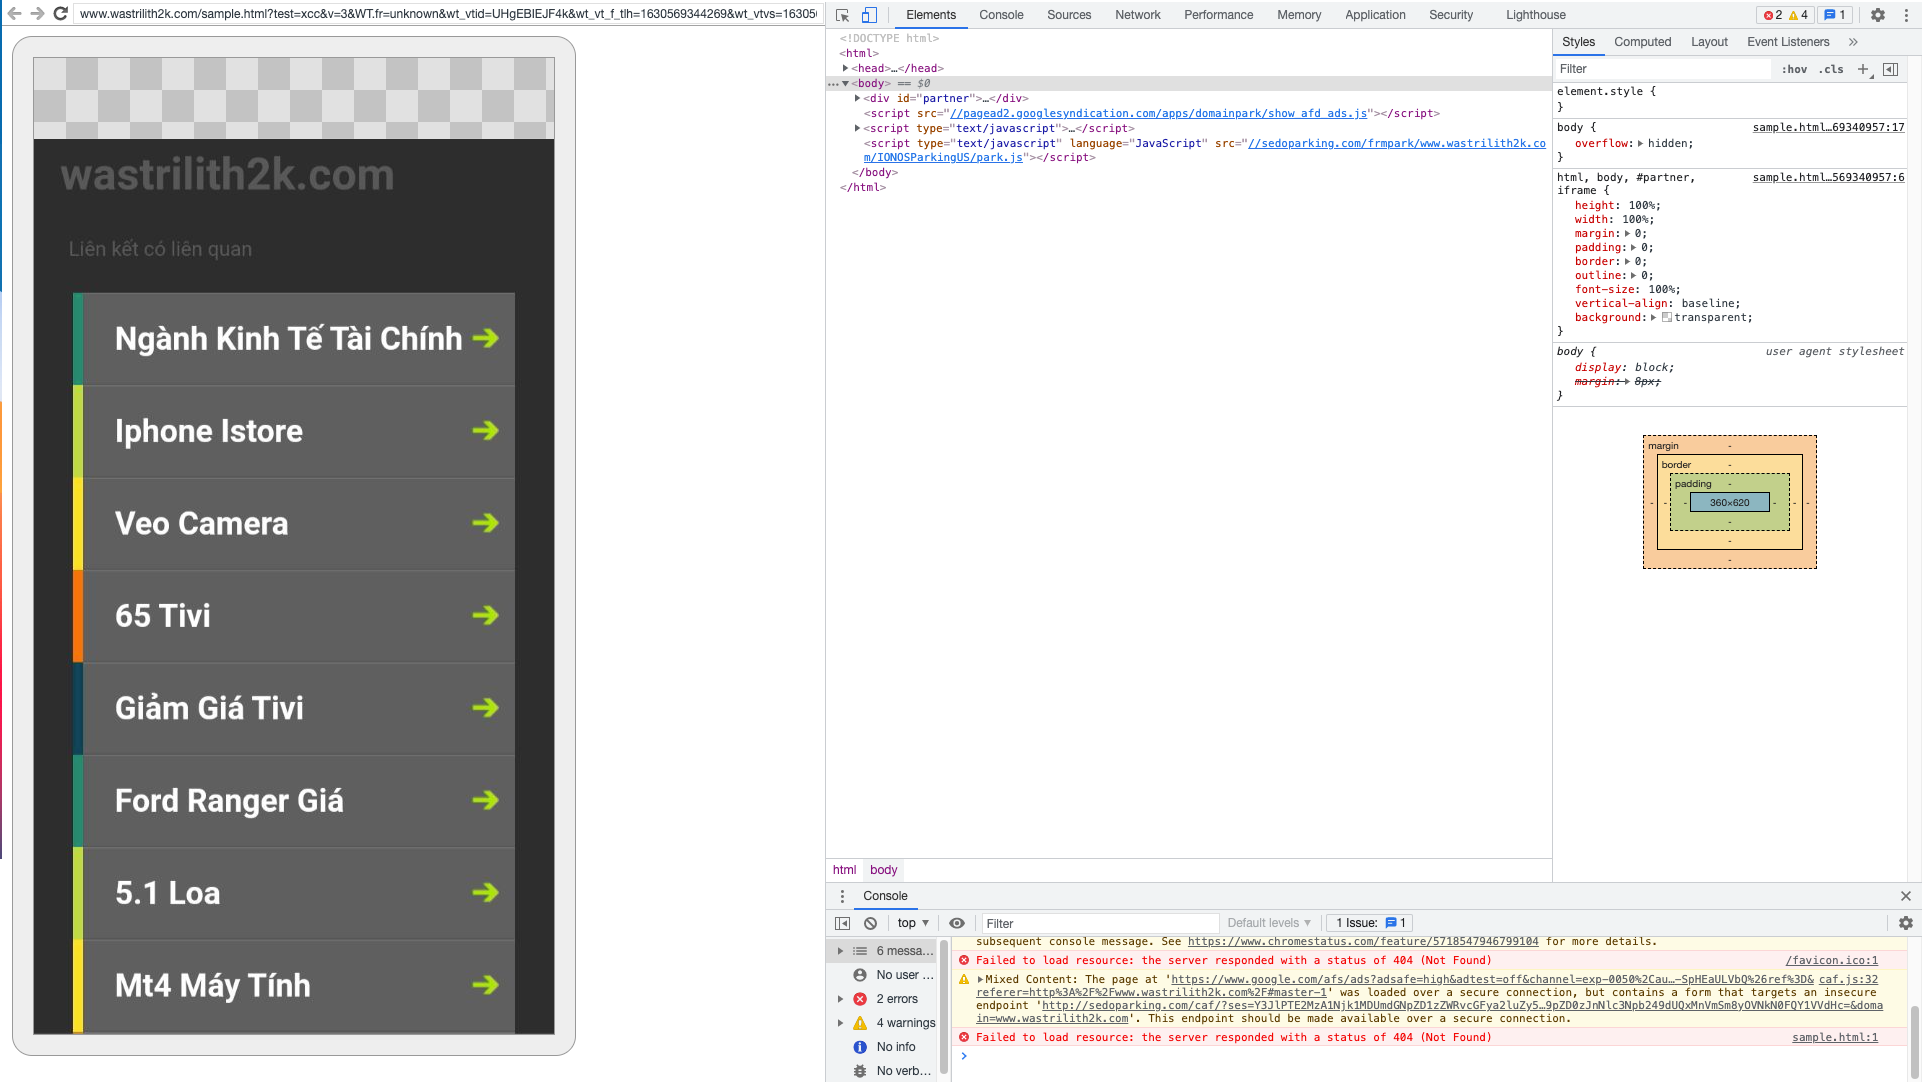 www.wastrilith2k.com/sample.html?test=xcc&v=3&WT.fr=unknown&wt_vtid=UHgEBIEJF4k&wt_vt_f_tlh=1630569344269&wt_vtvs=16305
wastrilith2k.com
Liên kết có liên quan
Ngành Kinh Tế Tài Chính
Iphone Istore
Veo Camera
65 Tivi
Giảm Giá Tivi
Ford Ranger Giá
5.1 Loa
Mt4 Máy Tính
Elements Console Sources Network Performance Memory Application Security Lighthouse 2 4 1
<!DOCTYPE html>
<html>
<head>…</head>
<body> == $0
<div id="partner">…</div>
<script src="//pagead2.googlesyndication.com/apps/domainpark/show_afd_ads.js"></script>
<script type="text/javascript">…</script>
<script type="text/javascript" language="JavaScript" src="//sedoparking.com/frmpark/www.wastrilith2k.co
m/IONOSParkingUS/park.js"></script>
</body>
</html>
html body
Styles Computed Layout Event Listeners »
Filter :hov .cls +
element.style {
}
body { sample.html…69340957:17
overflow: hidden;
}
html, body, #partner, sample.html…569340957:6
iframe {
height: 100%;
width: 100%;
margin: 0;
padding: 0;
border: 0;
outline: 0;
font-size: 100%;
vertical-align: baseline;
background: transparent;
}
body { user agent stylesheet
display: block;
margin: 8px;
}
margin -
border -
padding -
- - - 360×620 - - -
-
-
-
Console
top Filter Default levels 1 Issue: 1
6 messa…
No user …
2 errors
4 warnings
No info
No verb…
subsequent console message. See https://www.chromestatus.com/feature/5718547946799104 for more details.
Failed to load resource: the server responded with a status of 404 (Not Found) /favicon.ico:1
Mixed Content: The page at 'https://www.google.com/afs/ads?adsafe=high&adtest=off&channel=exp-0050%2Cau…-SpHEaULVbQ%26ref%3D& caf.js:32
referer=http%3A%2F%2Fwww.wastrilith2k.com%2F#master-1' was loaded over a secure connection, but contains a form that targets an insecure
endpoint 'http://sedoparking.com/caf/?ses=Y3JlPTE2MzA1Njk1MDUmdGNpZD1zZWRvcGFya2luZy5…9pZD0zJnNlc3Npb249dUQxMnVmSm8yOVNkN0FQY1VVdHc=&doma
in=www.wastrilith2k.com'. This endpoint should be made available over a secure connection.
Failed to load resource: the server responded with a status of 404 (Not Found) sample.html:1